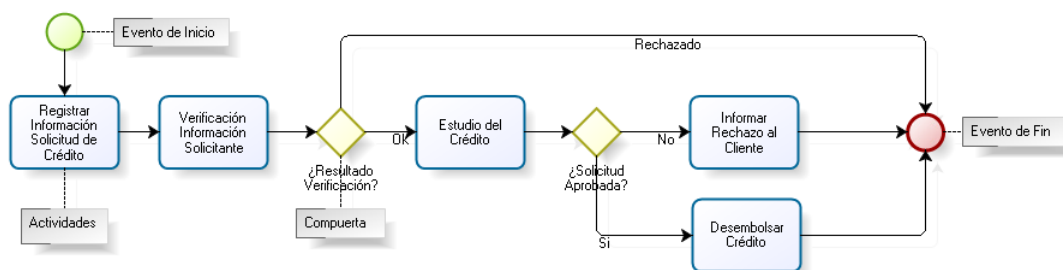 Evento de Inicio
Rechazado
Registrar
Información
Solicitud de
Crédito
Verificación
Información
Solicitante
OK
Estudio del
Crédito
No
Informar
Rechazo al
Cliente
Evento de Fin
¿Resultado
Verificación?
¿Solicitud
Aprobada?
Actividades
Compuerta
Si
Desembolsar
Crédito